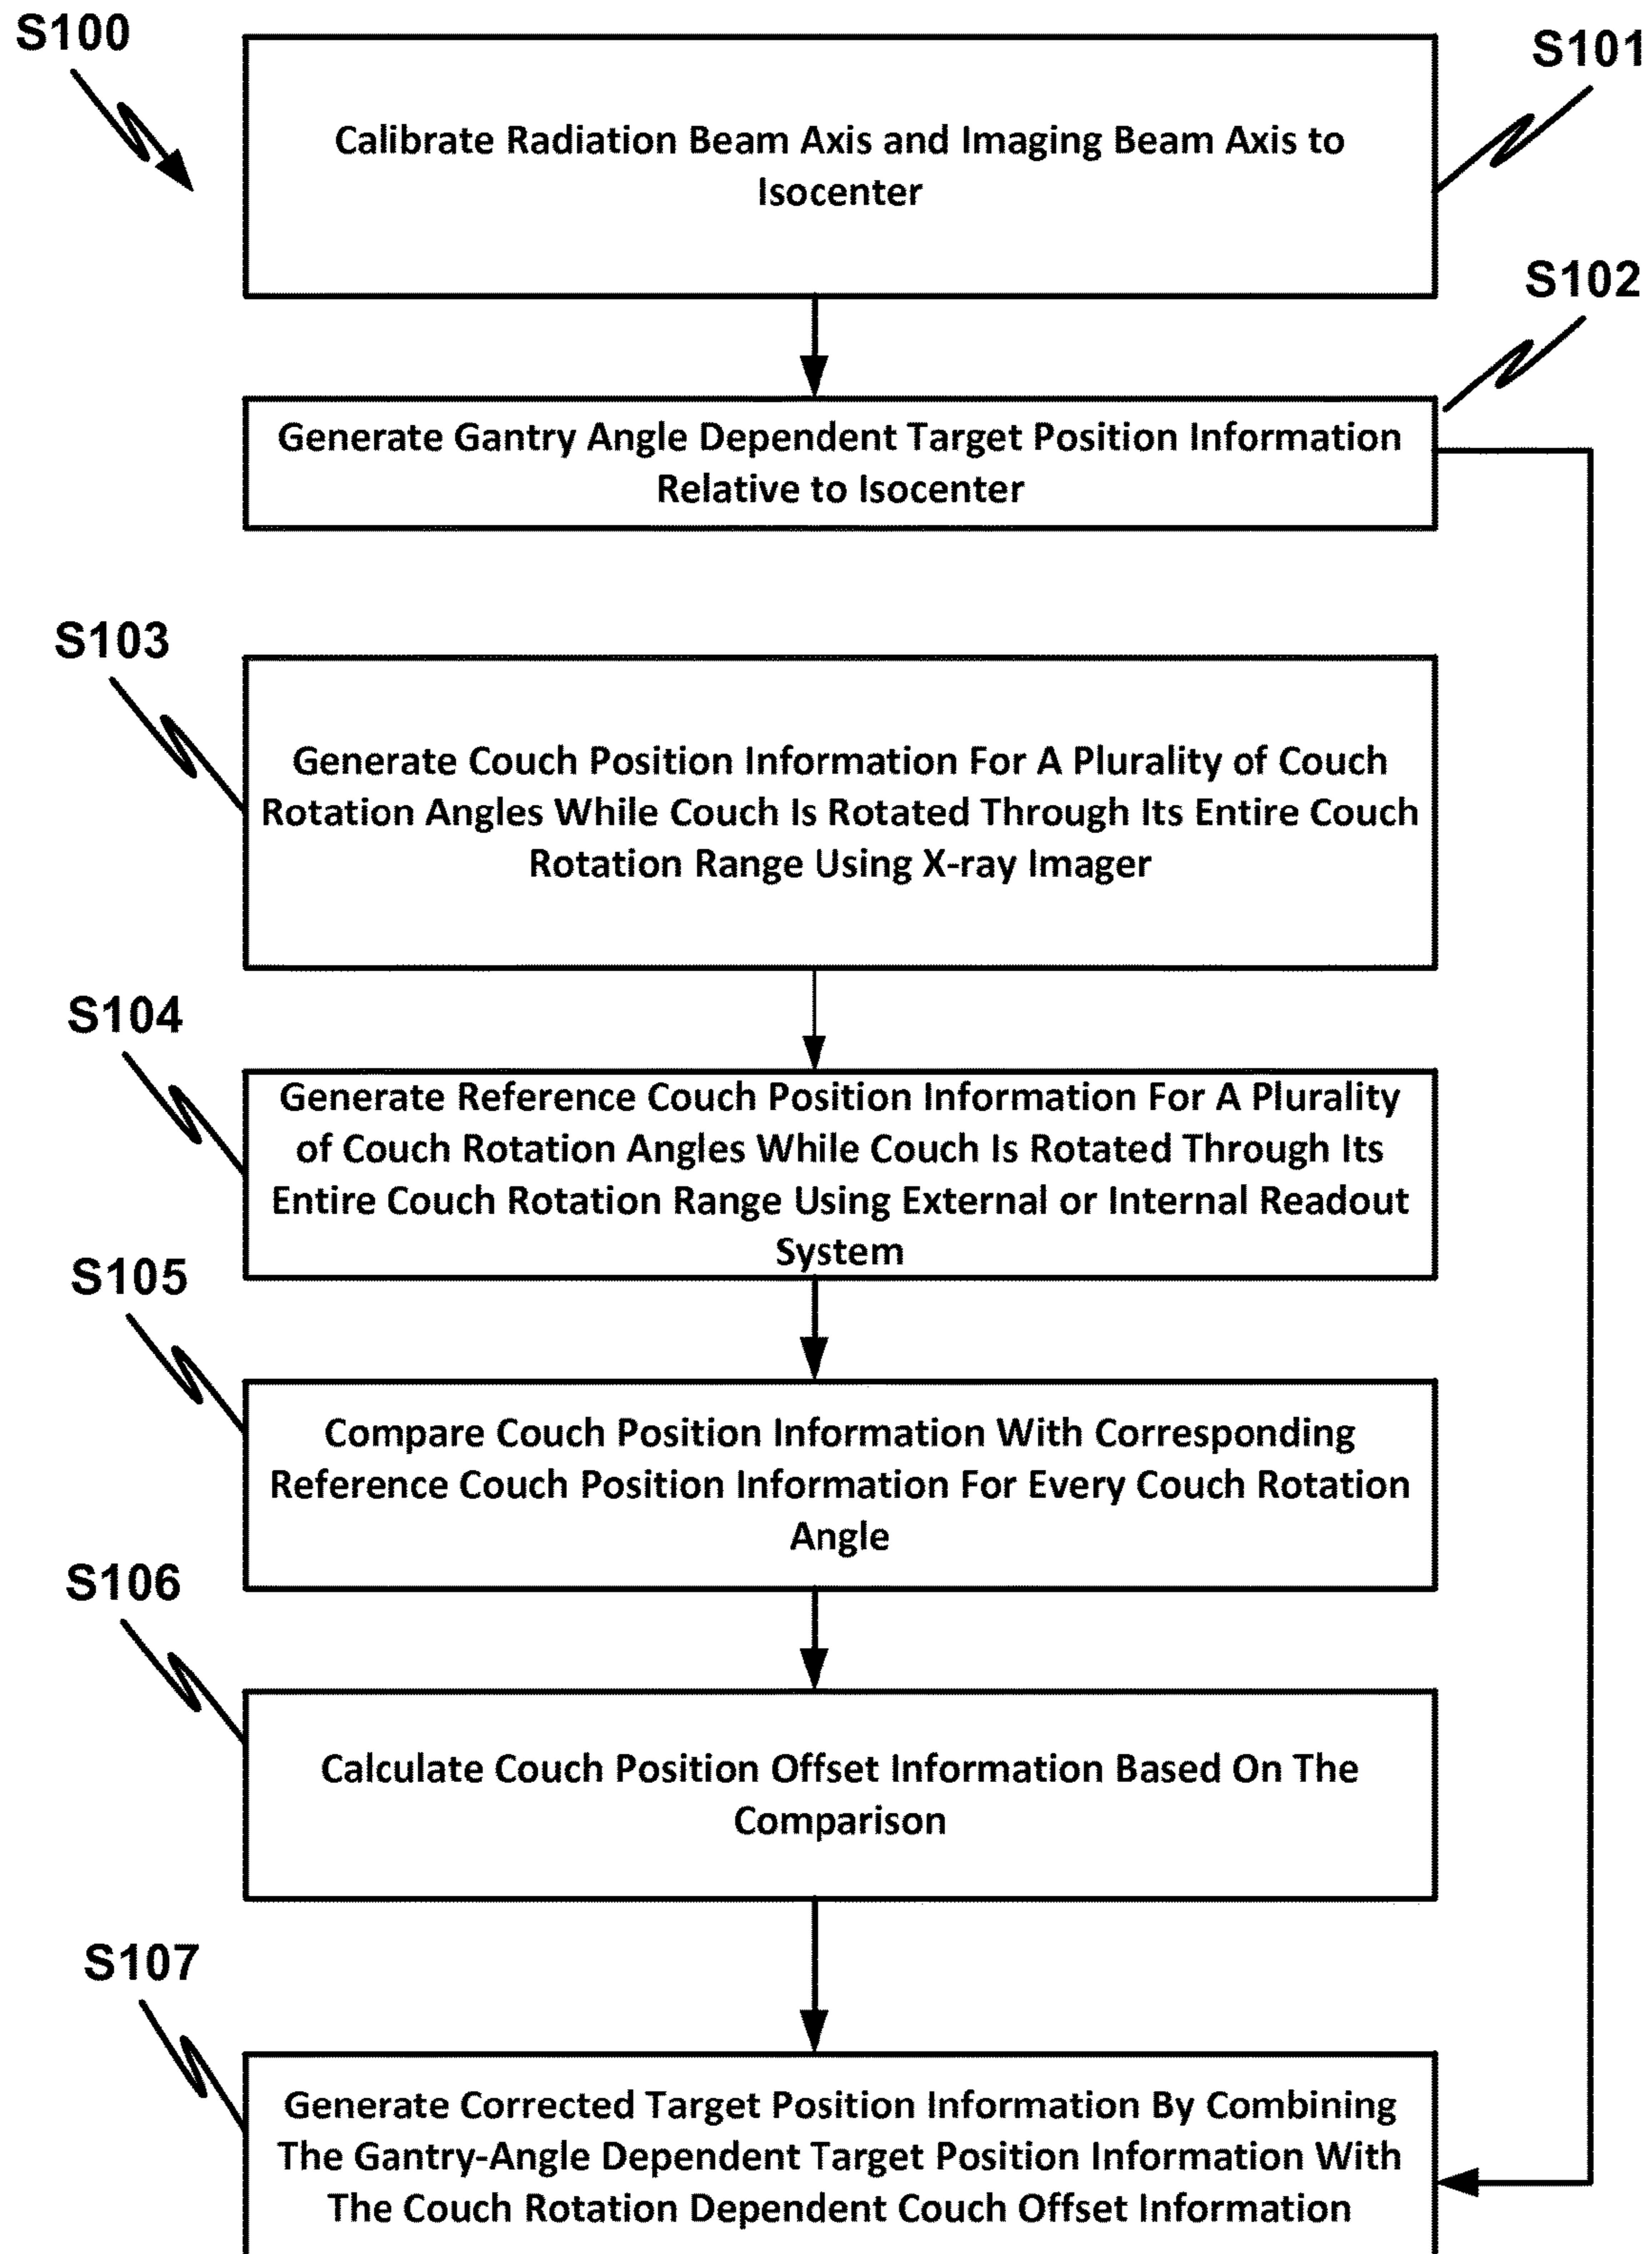 S100
S101
Calibrate Radiation Beam Axis and Imaging Beam Axis to
Isocenter
S102
Generate Gantry Angle Dependent Target Position Information
Relative to Isocenter
S103
Generate Couch Position Information For A Plurality of Couch
Rotation Angles While Couch Is Rotated Through Its Entire Couch
Rotation Range Using X-ray Imager
S104
Generate Reference Couch Position Information For A Plurality
of Couch Rotation Angles While Couch Is Rotated Through Its
Entire Couch Rotation Range Using External or Internal Readout
System
S105
Compare Couch Position Information With Corresponding
Reference Couch Position Information For Every Couch Rotation
Angle
S106
Calculate Couch Position Offset Information Based On The
Comparison
S107
Generate Corrected Target Position Information By Combining
The Gantry-Angle Dependent Target Position Information With
The Couch Rotation Dependent Couch Offset Information